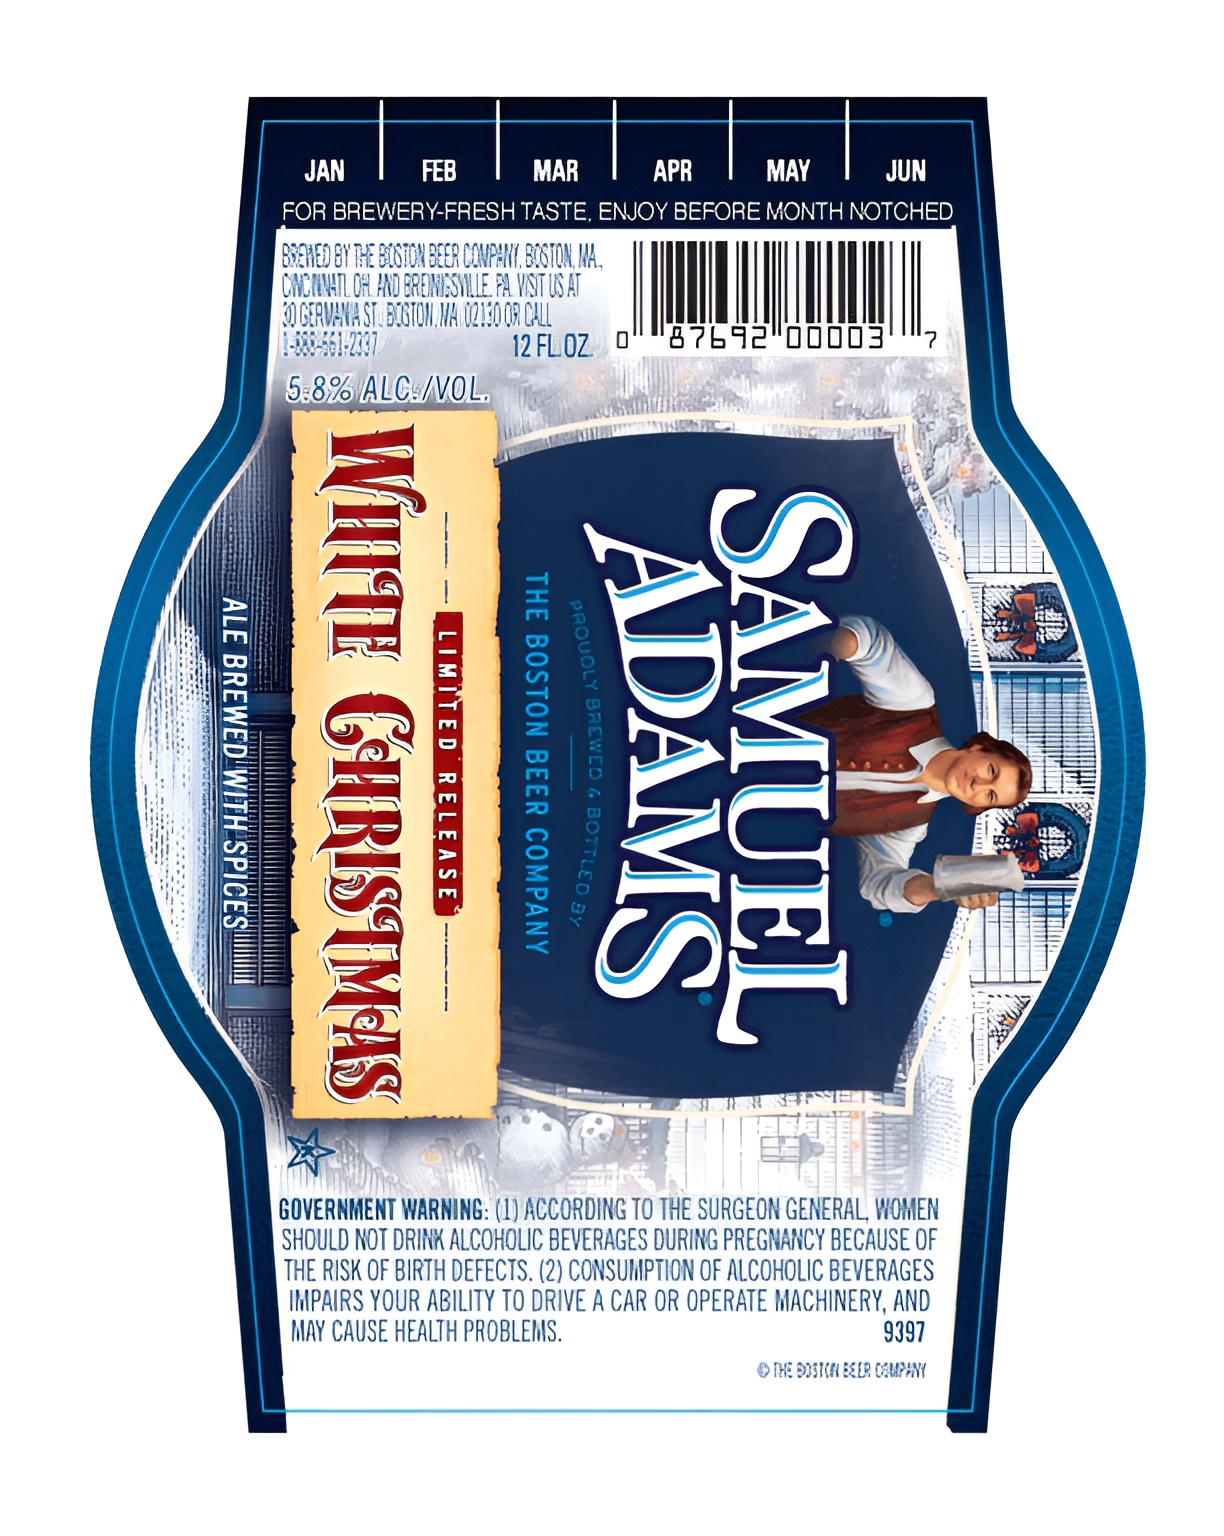 JAN FEB MAR APR MAY JUN
FOR BREWERY-FRESH TASTE, ENJOY BEFORE MONTH NOTCHED
BREWED BY THE BOSTON BEER COMPANY, BOSTON, MA,
CINCINNATI, OH. AND BREINIGSVILLE, PA. VISIT US AT
30 GERMANIA ST., BOSTON, MA 02130 OR CALL
1-888-661-2337 12 FL.OZ.
0 87692 00003 7
5.8% ALC./VOL.
SAMUEL
ADAMS
PROUDLY BREWED & BOTTLED BY
THE BOSTON BEER COMPANY
LIMITED RELEASE
WHITE CHRISTMAS
ALE BREWED WITH SPICES
GOVERNMENT WARNING: (1) ACCORDING TO THE SURGEON GENERAL, WOMEN
SHOULD NOT DRINK ALCOHOLIC BEVERAGES DURING PREGNANCY BECAUSE OF
THE RISK OF BIRTH DEFECTS. (2) CONSUMPTION OF ALCOHOLIC BEVERAGES
IMPAIRS YOUR ABILITY TO DRIVE A CAR OR OPERATE MACHINERY, AND
MAY CAUSE HEALTH PROBLEMS. 9397
© THE BOSTON BEER COMPANY